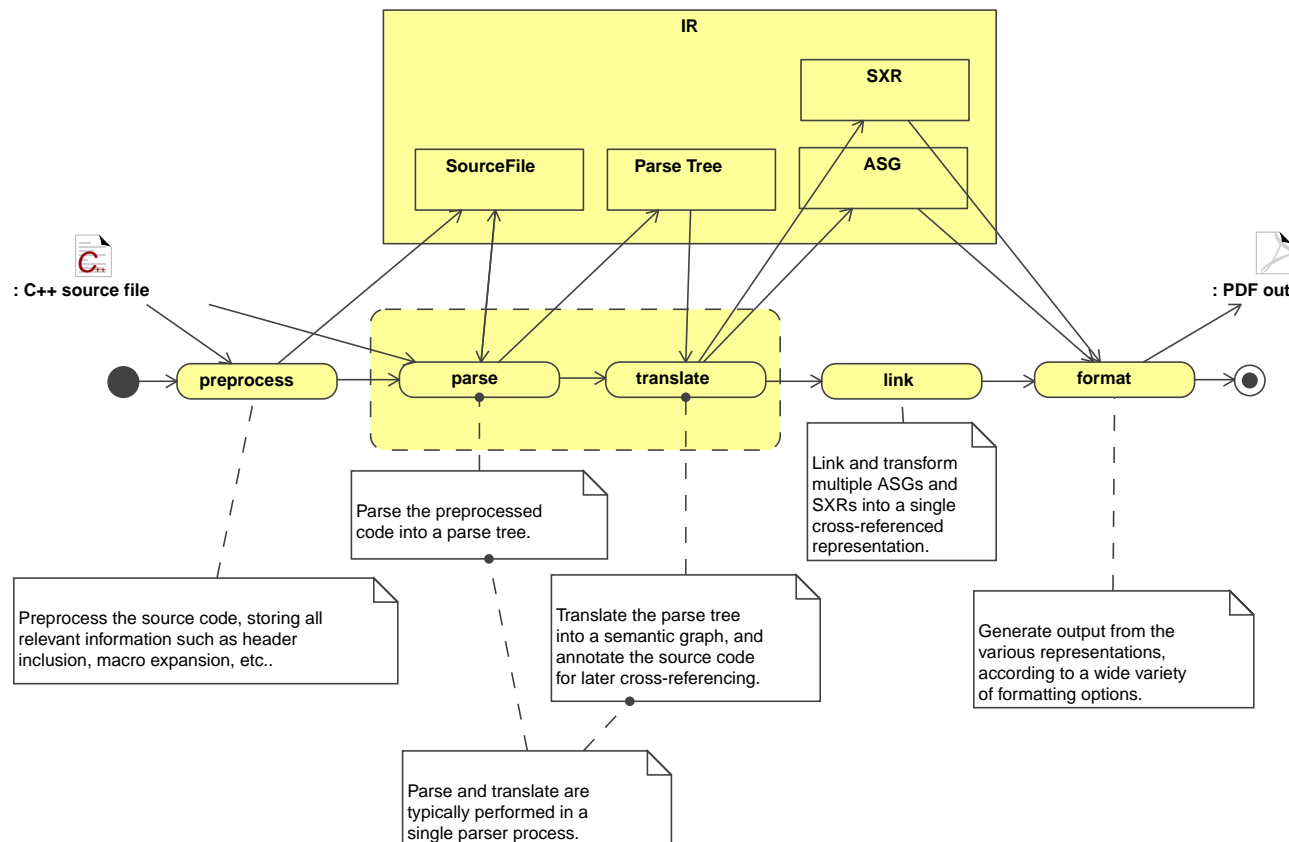 IR
SXR
SourceFile
Parse Tree
ASG
C++
: C++ source file
: PDF out
preprocess
parse
translate
link
format
Link and transform
multiple ASGs and
SXRs into a single
cross-referenced
representation.
Parse the preprocessed
code into a parse tree.
Preprocess the source code, storing all
relevant information such as header
inclusion, macro expansion, etc..
Translate the parse tree
into a semantic graph, and
annotate the source code
for later cross-referencing.
Generate output from the
various representations,
according to a wide variety
of formatting options.
Parse and translate are
typically performed in a
single parser process.